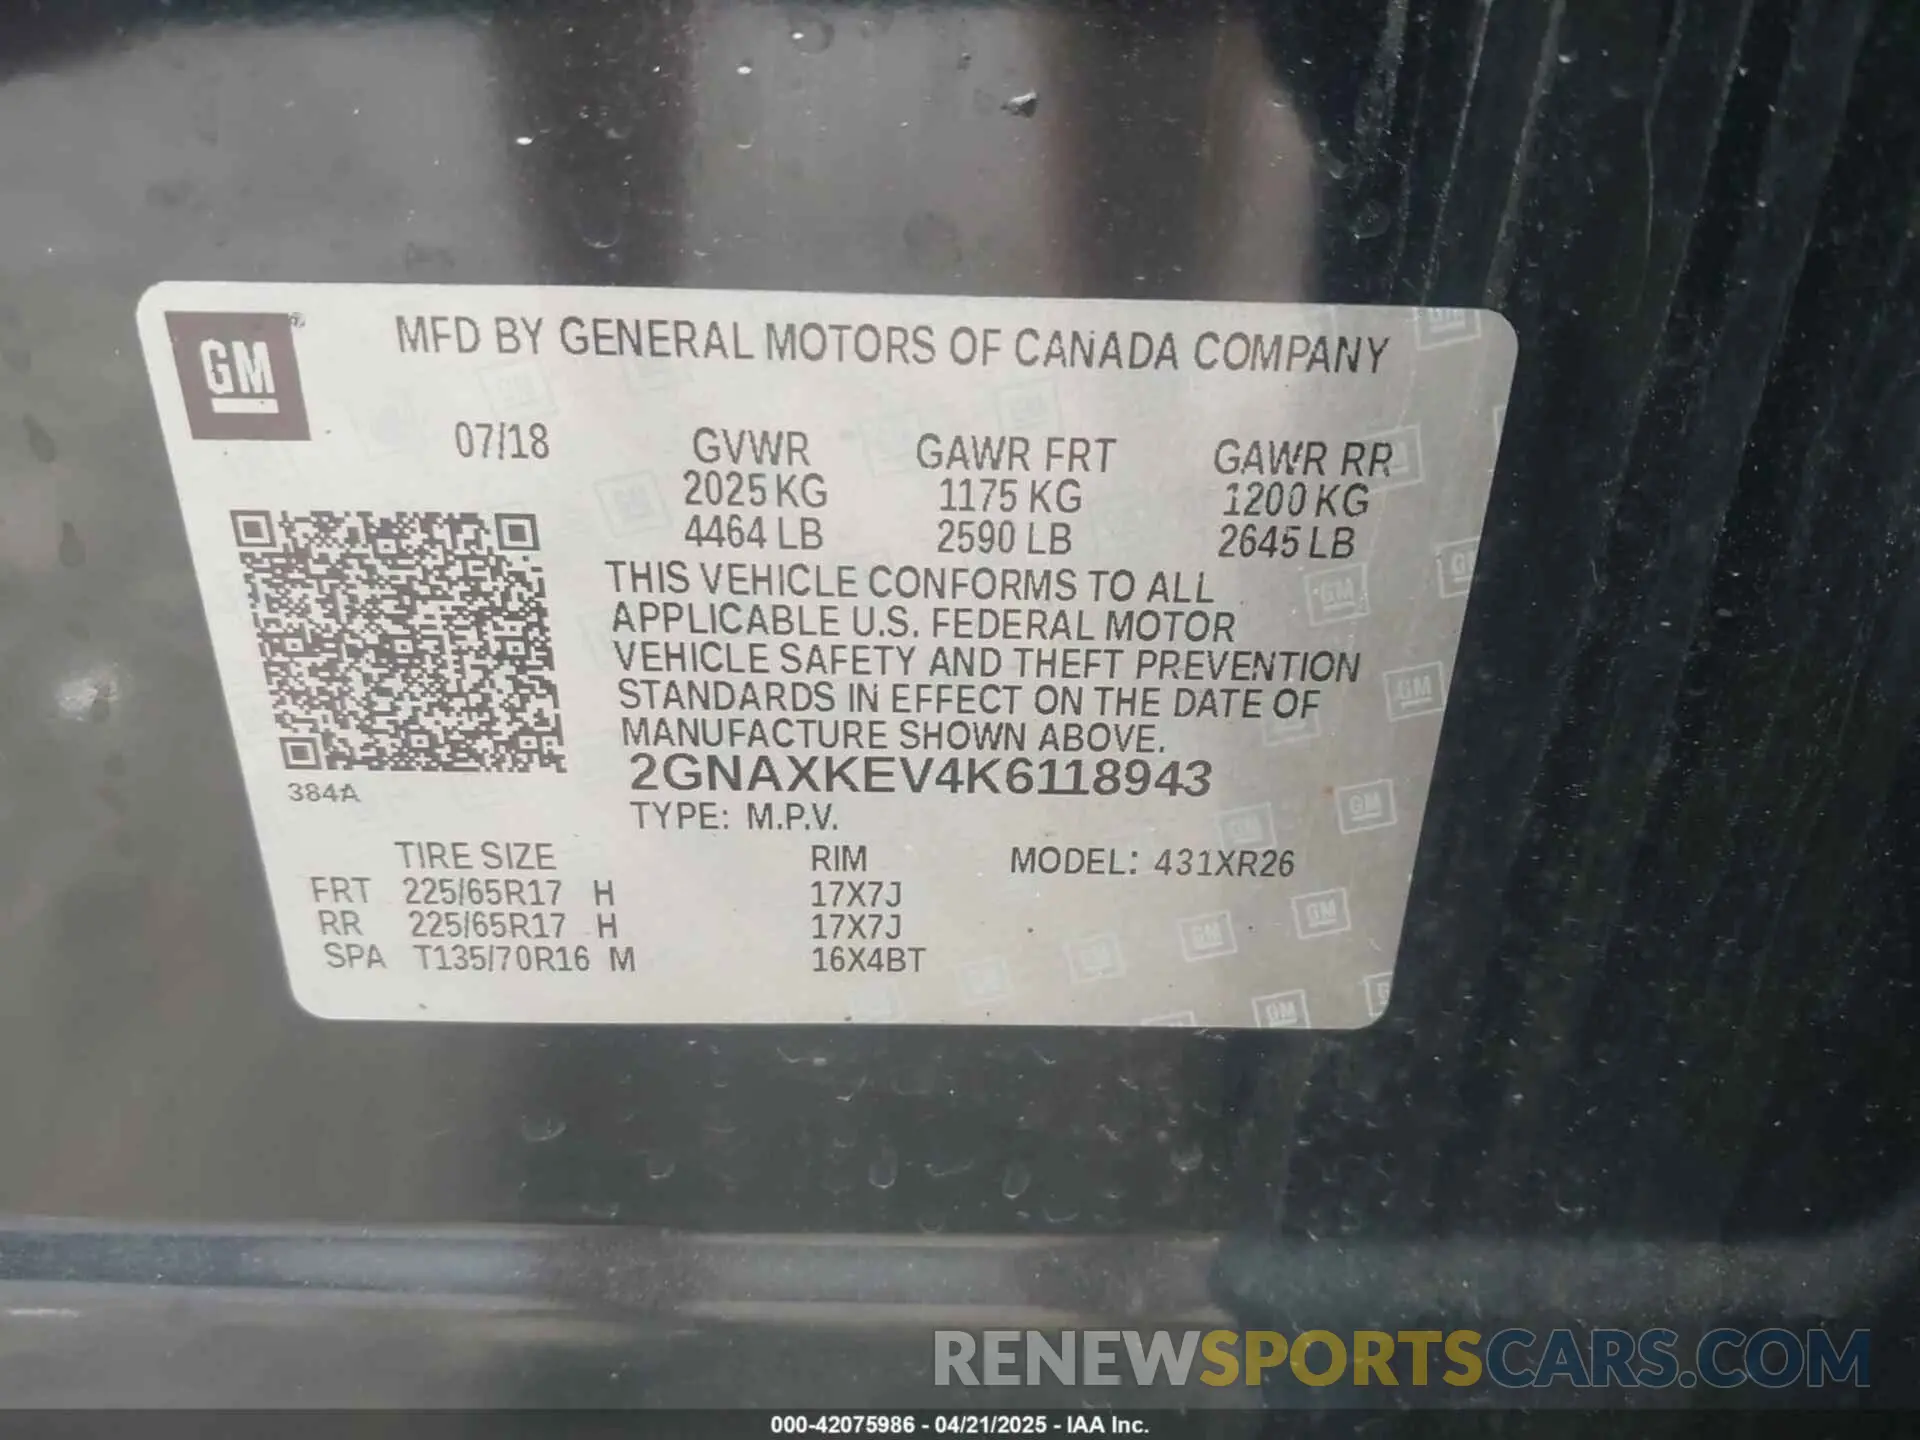 GM®
MFD BY GENERAL MOTORS OF CANADA COMPANY
07/18 GVWR GAWR FRT GAWR RR
2025 KG 1175 KG 1200 KG
4464 LB 2590 LB 2645 LB
THIS VEHICLE CONFORMS TO ALL
APPLICABLE U.S. FEDERAL MOTOR
VEHICLE SAFETY AND THEFT PREVENTION
STANDARDS IN EFFECT ON THE DATE OF
MANUFACTURE SHOWN ABOVE.
2GNAXKEV4K6118943
384A
TYPE: M.P.V.
TIRE SIZE RIM MODEL: 431XR26
FRT 225/65R17 H 17X7J
RR 225/65R17 H 17X7J
SPA T135/70R16 M 16X4BT
RENEWSPORTSCARS.COM
000-42075986 - 04/21/2025 - IAA Inc.